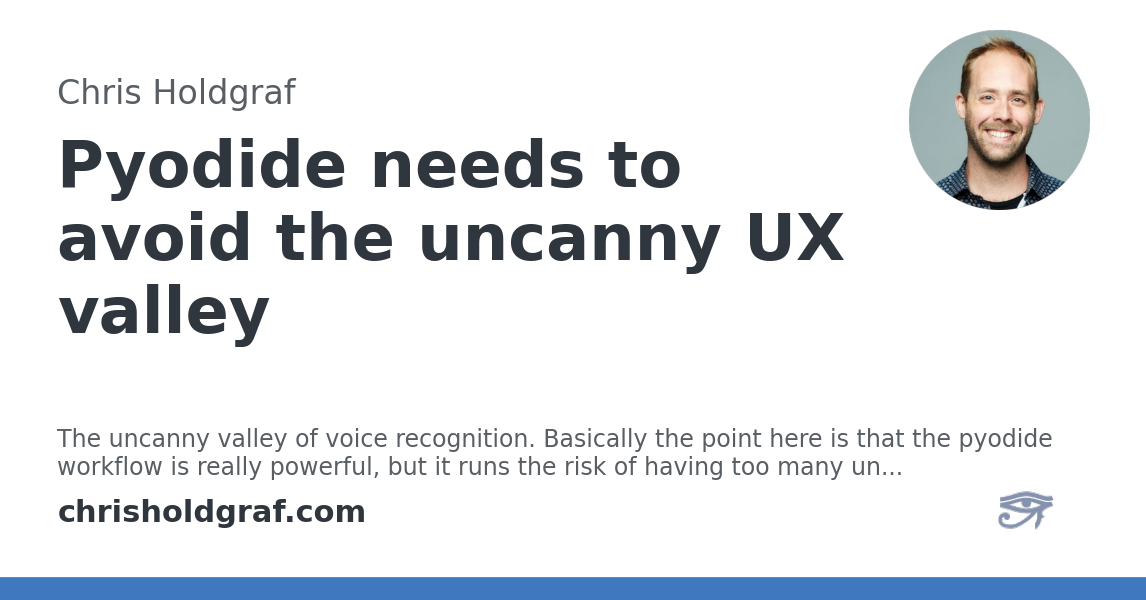 Chris Holdgraf
Pyodide needs to
avoid the uncanny UX
valley
The uncanny valley of voice recognition. Basically the point here is that the pyodide
workflow is really powerful, but it runs the risk of having too many un...
chrisholdgraf.com